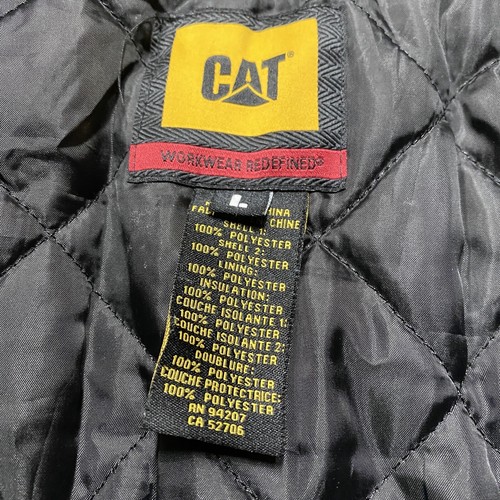 CAT®
WORKWEAR REDEFINED®
L
CHINA
CHINE
SHELL 1:
100% POLYESTER
SHELL 2:
100% POLYESTER
LINING:
100% POLYESTER
INSULATION:
100% POLYESTER
COUCHE ISOLANTE 1:
100% POLYESTER
COUCHE ISOLANTE 2:
100% POLYESTER
DOUBLURE:
100% POLYESTER
COUCHE PROTECTRICE:
100% POLYESTER
RN 94207
CA 52706